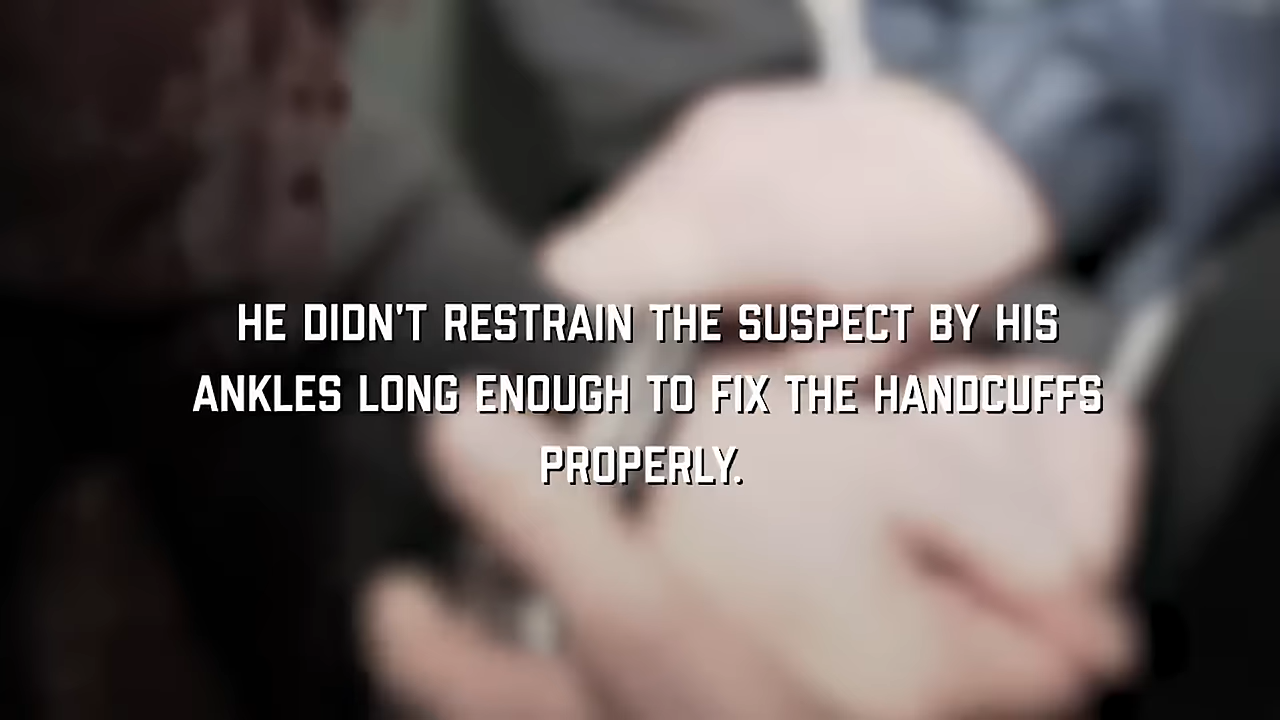 HE DIDN'T RESTRAIN THE SUSPECT BY HIS
ANKLES LONG ENOUGH TO FIX THE HANDCUFFS
PROPERLY.